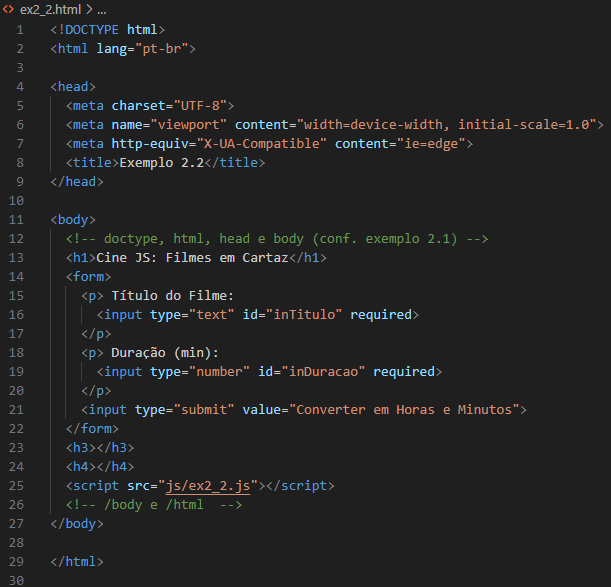 <> ex2_2.html > ...
1 <!DOCTYPE html>
2 <html lang="pt-br">
3
4 <head>
5   <meta charset="UTF-8">
6   <meta name="viewport" content="width=device-width, initial-scale=1.0">
7   <meta http-equiv="X-UA-Compatible" content="ie=edge">
8   <title>Exemplo 2.2</title>
9 </head>
10
11 <body>
12   <!-- doctype, html, head e body (conf. exemplo 2.1) -->
13   <h1>Cine JS: Filmes em Cartaz</h1>
14   <form>
15     <p> Título do Filme:
16       <input type="text" id="inTitulo" required>
17     </p>
18     <p> Duração (min):
19       <input type="number" id="inDuracao" required>
20     </p>
21     <input type="submit" value="Converter em Horas e Minutos">
22   </form>
23   <h3></h3>
24   <h4></h4>
25   <script src="js/ex2_2.js"></script>
26   <!-- /body e /html  -->
27 </body>
28
29 </html>
30